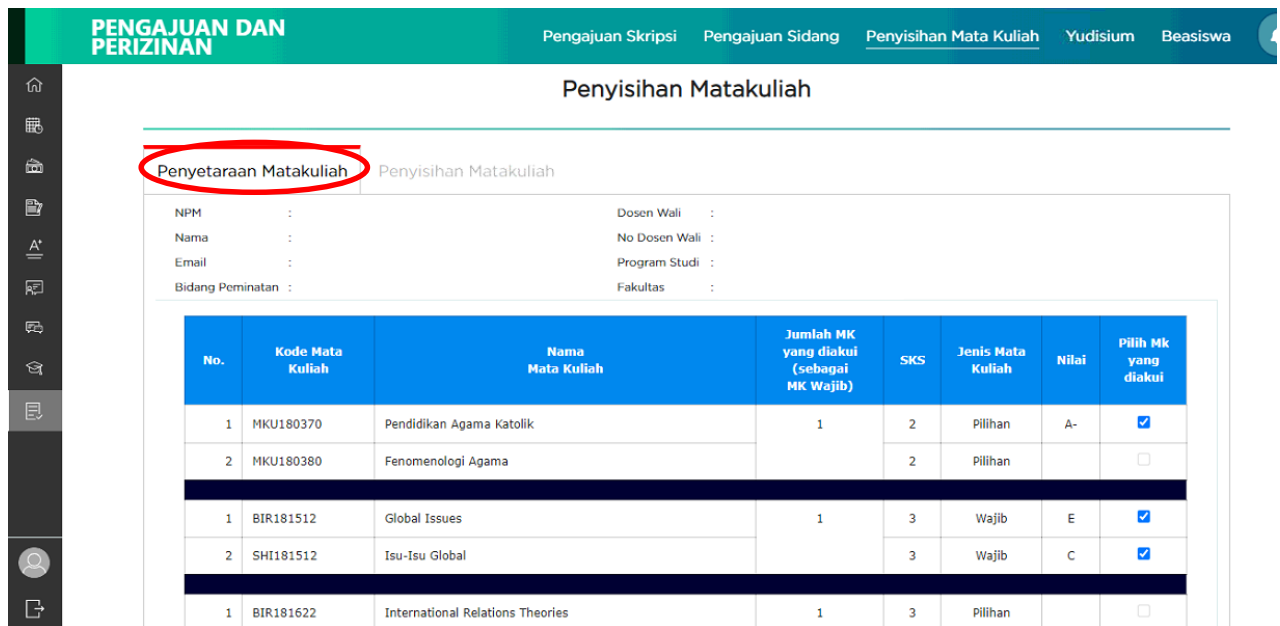 PENGAJUAN DAN
PERIZINAN
Pengajuan Skripsi Pengajuan Sidang Penyisihan Mata Kuliah Yudisium Beasiswa
Penyisihan Matakuliah
Penyetaraan Matakuliah Penyisihan Matakuliah
NPM : Dosen Wali :
Nama : No Dosen Wali :
Email : Program Studi :
Bidang Peminatan : Fakultas :
No. Kode Mata Kuliah Nama Mata Kuliah Jumlah MK yang diakui (sebagai MK Wajib) SKS Jenis Mata Kuliah Nilai Pilih Mk yang diakui
1 MKU180370 Pendidikan Agama Katolik 1 2 Pilihan A-
2 MKU180380 Fenomenologi Agama 2 Pilihan
1 BIR181512 Global Issues 1 3 Wajib E
2 SHI181512 Isu-Isu Global 3 Wajib C
1 BIR181622 International Relations Theories 1 3 Pilihan